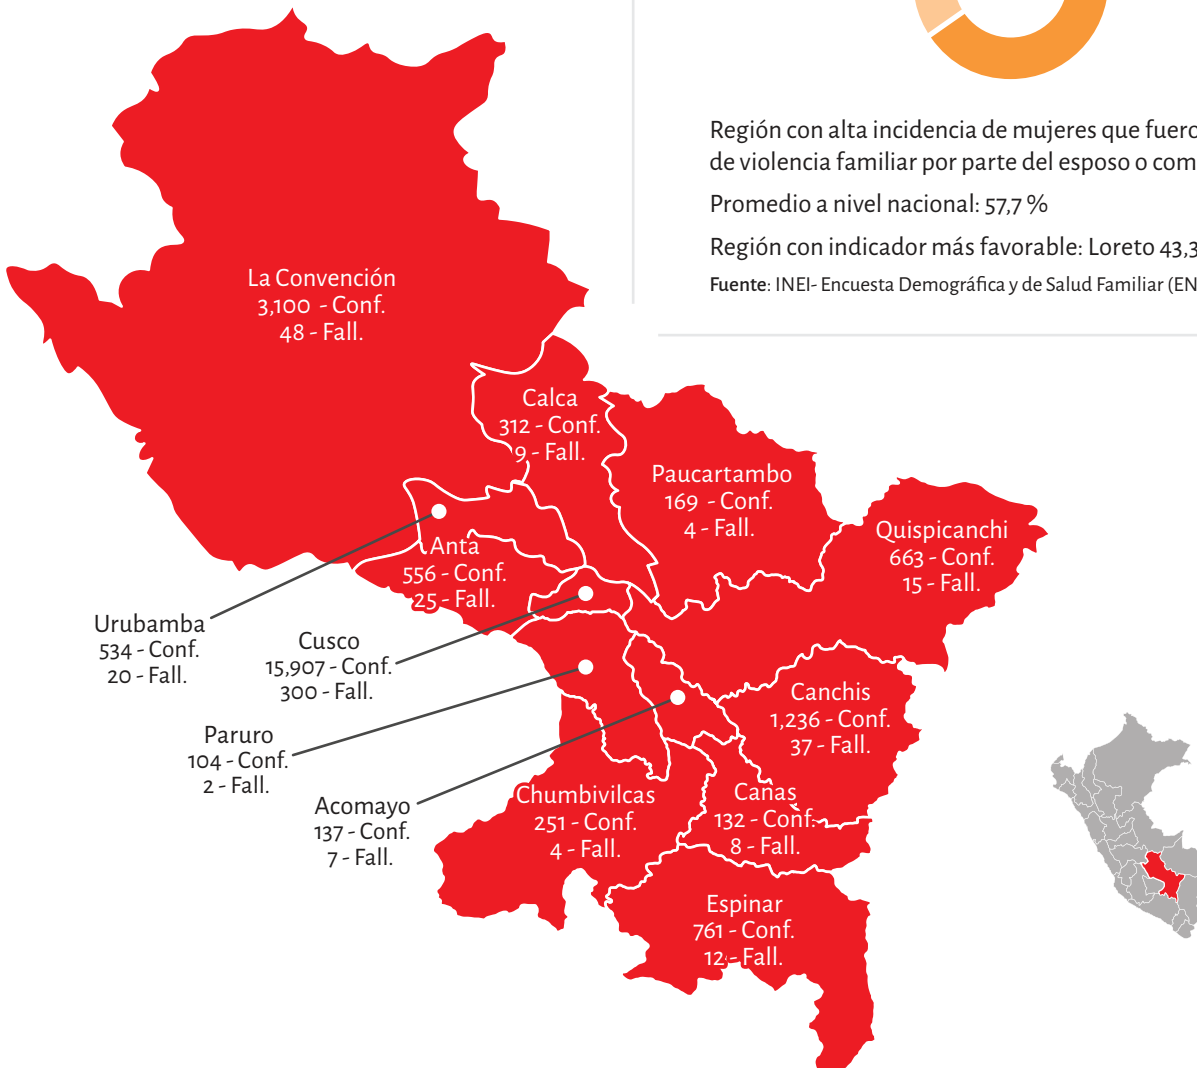 Región con alta incidencia de mujeres que fuero
de violencia familiar por parte del esposo o com
Promedio a nivel nacional: 57,7 %
Región con indicador más favorable: Loreto 43,3
Fuente: INEI- Encuesta Demográfica y de Salud Familiar (EN
La Convención
3,100 - Conf.
48 - Fall.
Calca
312 - Conf.
9 - Fall.
Paucartambo
169 - Conf.
4 - Fall.
Quispicanchi
663 - Conf.
15 - Fall.
Anta
556 - Conf.
25 - Fall.
Urubamba
534 - Conf.
20 - Fall.
Cusco
15,907 - Conf.
300 - Fall.
Paruro
104 - Conf.
2 - Fall.
Acomayo
137 - Conf.
7 - Fall.
Canchis
1,236 - Conf.
37 - Fall.
Chumbivilcas
251 - Conf.
4 - Fall.
Canas
132 - Conf.
8 - Fall.
Espinar
761 - Conf.
12 - Fall.